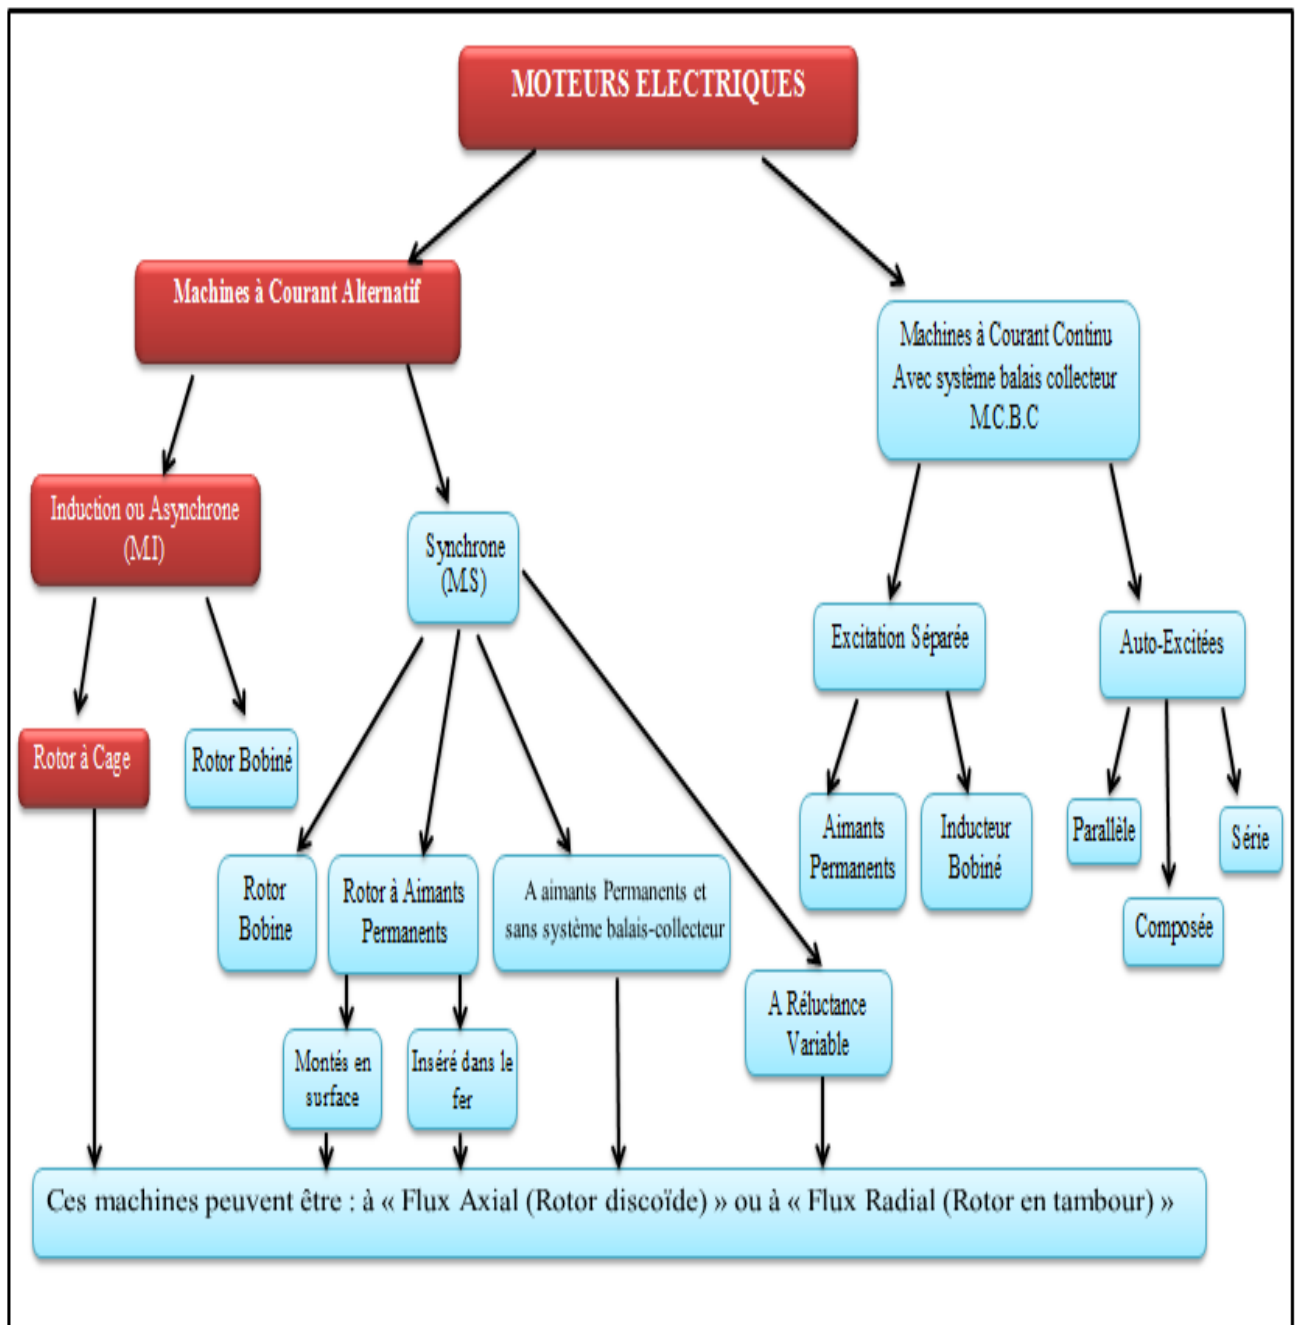 MOTEURS ELECTRIQUES
Machines à Courant Alternatif
Machines à Courant Continu
Avec système balais collecteur
M.C.B.C
Induction ou Asynchrone
(M.I)
Synchrone
(M.S)
Excitation Séparée
Auto-Excitées
Rotor à Cage
Rotor Bobiné
Aimants
Permanents
Inducteur
Bobiné
Parallèle
Série
Composée
Rotor
Bobine
Rotor à Aimants
Permanents
A aimants Permanents et
sans système balais-collecteur
A Réluctance
Variable
Montés en
surface
Inséré dans le
fer
Ces machines peuvent être : à « Flux Axial (Rotor discoïde) » ou à « Flux Radial (Rotor en tambour) »